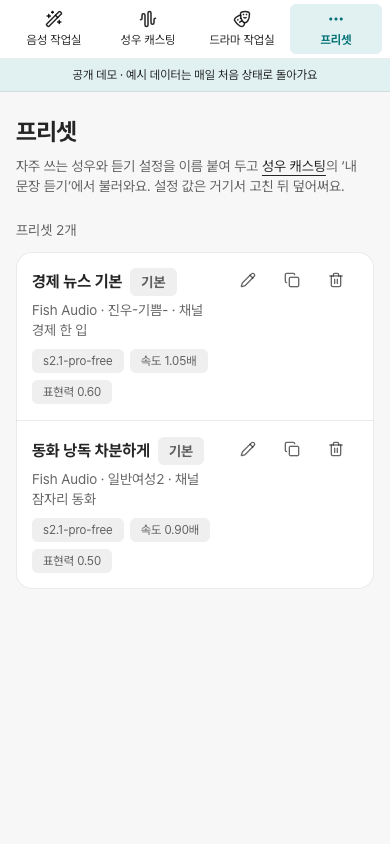 음성 작업실
성우 캐스팅
드라마 작업실
프리셋
공개 데모 · 예시 데이터는 매일 처음 상태로 돌아가요
프리셋
자주 쓰는 성우와 듣기 설정을 이름 붙여 두고 성우 캐스팅의 '내
문장 듣기'에서 불러와요. 설정 값은 거기서 고친 뒤 덮어써요.
프리셋 2개
경제 뉴스 기본 기본
Fish Audio · 진우-기쁨- · 채널
경제 한 입
s2.1-pro-free 속도 1.05배
표현력 0.60
동화 낭독 차분하게 기본
Fish Audio · 일반여성2 · 채널
잠자리 동화
s2.1-pro-free 속도 0.90배
표현력 0.50